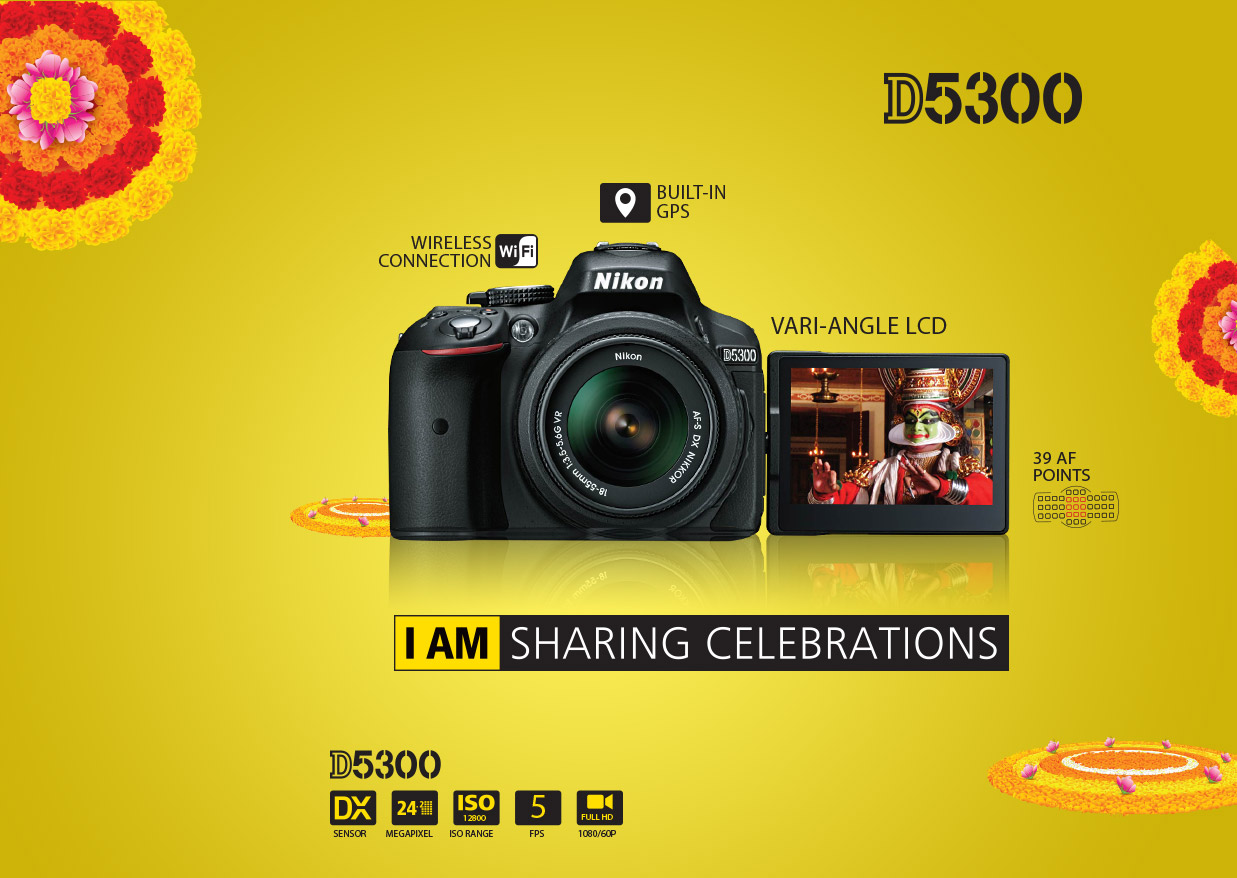 D5300
BUILT-IN
GPS
WIRELESS
CONNECTION
WiFi
Nikon
VARI-ANGLE LCD
D5300
Nikon
AF-S DX NIKKOR
18-55mm 1:3.5-5.6G VR
39 AF
POINTS
I AM SHARING CELEBRATIONS
D5300
DX
SENSOR
24.2
MEGAPIXEL
ISO
12800
ISO RANGE
5
FPS
FULL HD
1080/60P